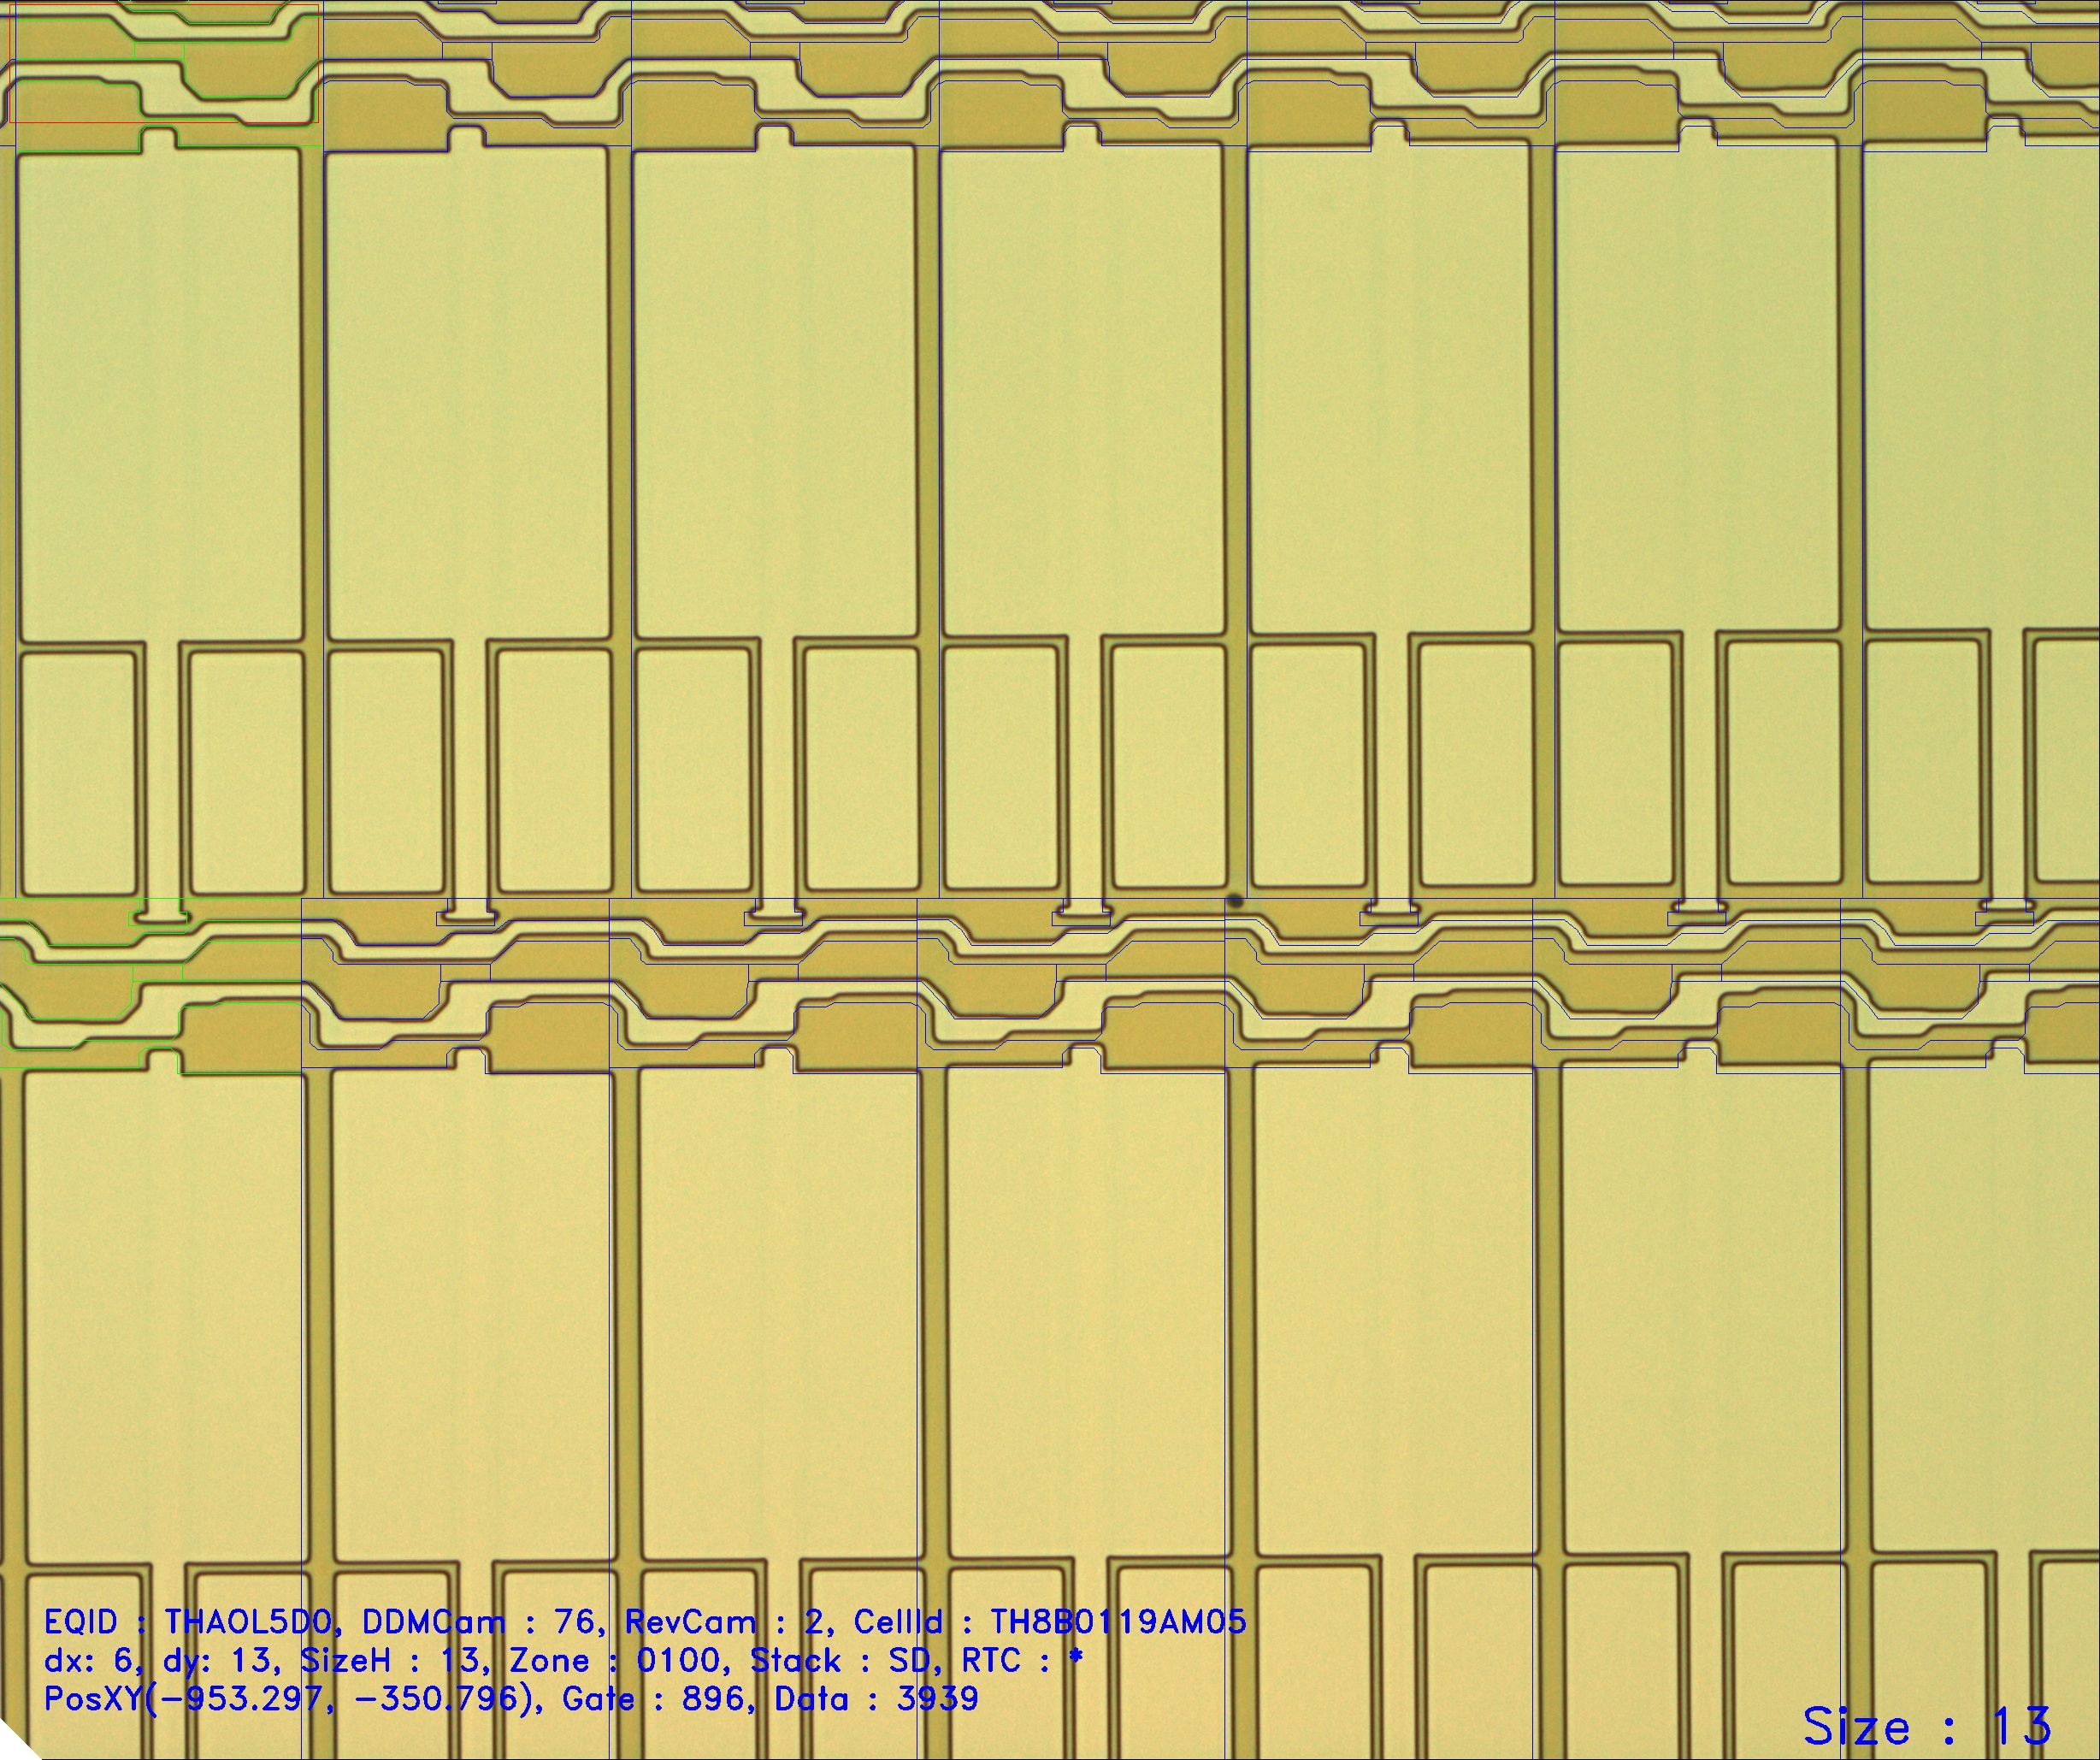 EQID : THAOL5D0, DDMCam : 76, RevCam : 2, CellId : TH8B0119AM05
dx: 6, dy: 13, SizeH : 13, Zone : 0100, Stack : SD, RTC : *
PosXY(-953.297, -350.796), Gate : 896, Data : 3939
Size : 13